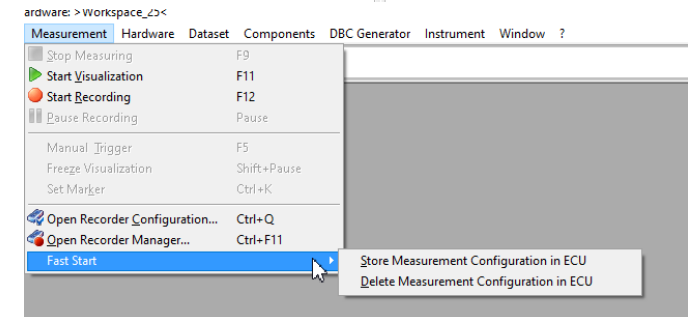 ardware: >Workspace_25<
Measurement Hardware Dataset Components DBC Generator Instrument Window ?
Stop Measuring F9
Start Visualization F11
Start Recording F12
Pause Recording Pause
Manual Trigger F5
Freeze Visualization Shift+Pause
Set Marker Ctrl+K
Open Recorder Configuration... Ctrl+Q
Open Recorder Manager... Ctrl+F11
Fast Start
Store Measurement Configuration in ECU
Delete Measurement Configuration in ECU